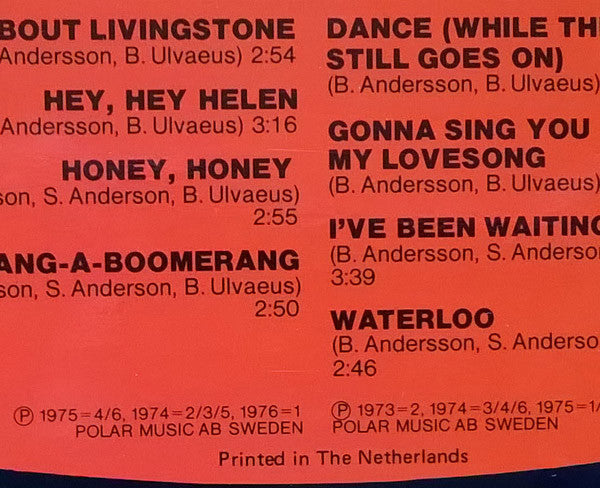 BOUT LIVINGSTONE
Andersson, B. Ulvaeus) 2:54
HEY, HEY HELEN
Andersson, B. Ulvaeus) 3:16
HONEY, HONEY
son, S. Anderson, B. Ulvaeus)
2:55
ANG-A-BOOMERANG
son, S. Anderson, B. Ulvaeus)
2:50
Ⓟ 1975=4/6, 1974=2/3/5, 1976=1
POLAR MUSIC AB SWEDEN
DANCE (WHILE TH
STILL GOES ON)
(B. Andersson, B. Ulvaeus)
GONNA SING YOU
MY LOVESONG
(B. Andersson, B. Ulvaeus)
I'VE BEEN WAITING
(B. Andersson, S. Anderso
3:39
WATERLOO
(B. Andersson, S. Anderso
2:46
Ⓟ 1973=2, 1974=3/4/6, 1975=1/
POLAR MUSIC AB SWEDEN
Printed in The Netherlands